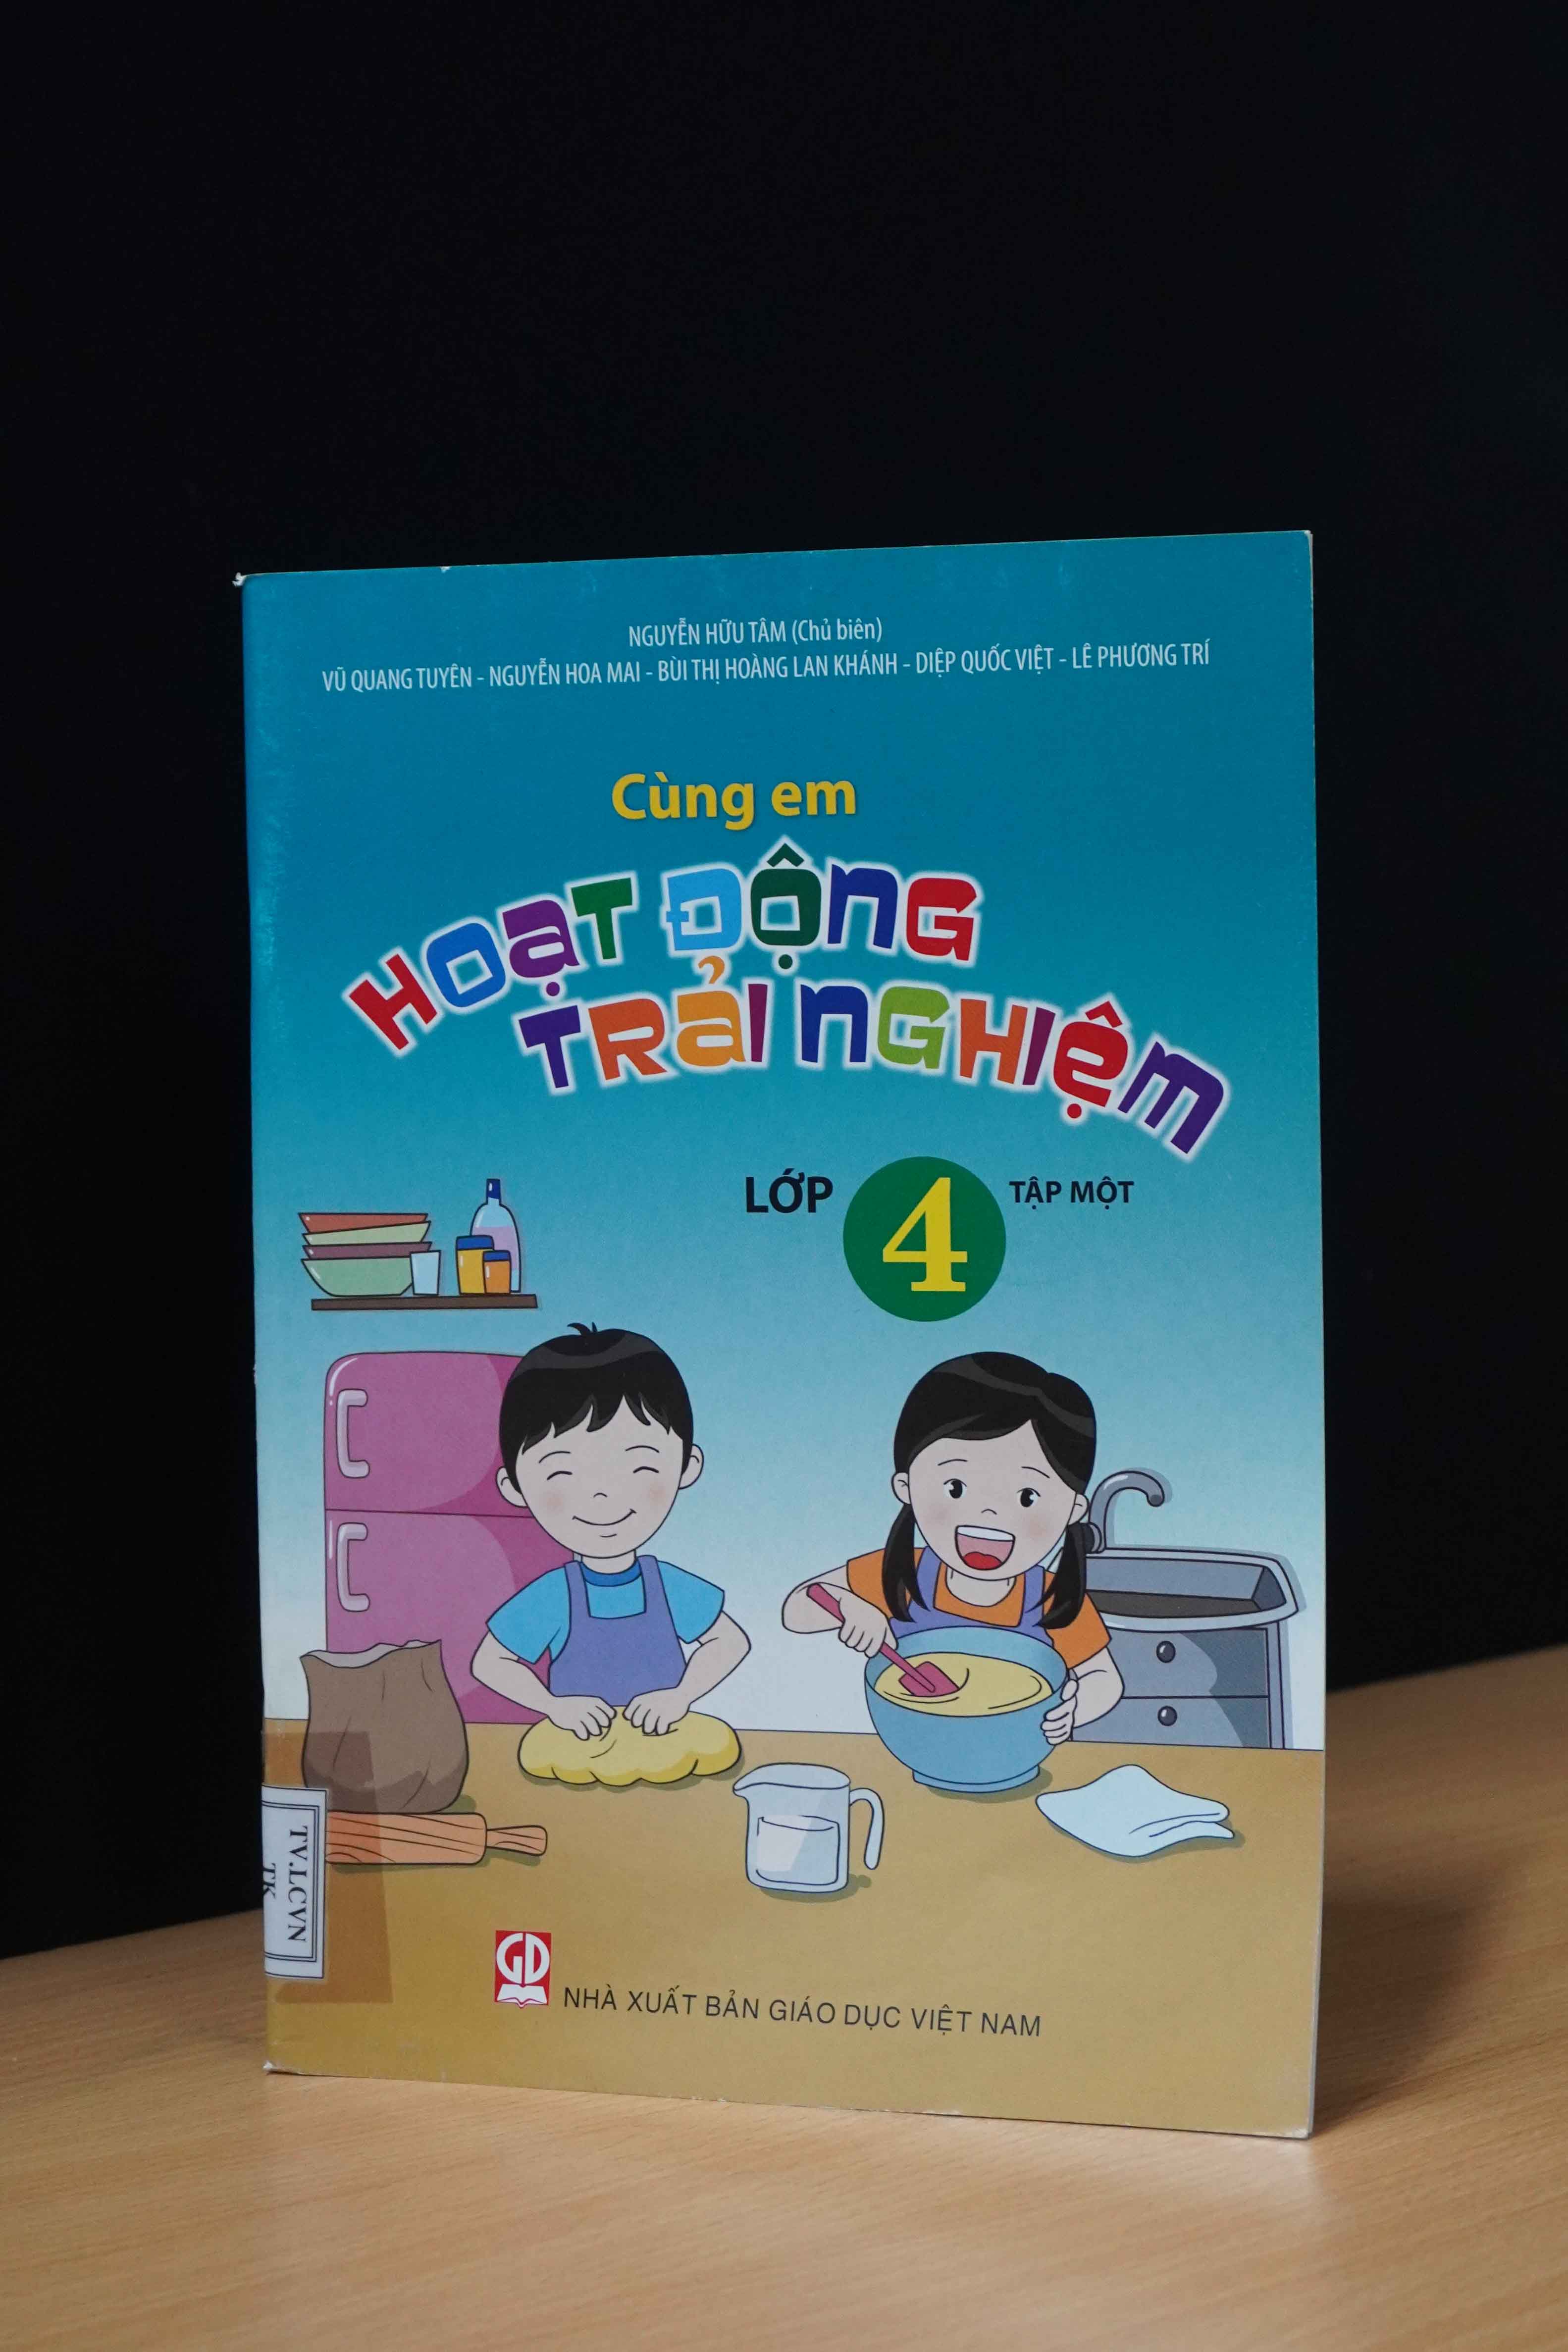 NGUYỄN HỮU TÂM (Chủ biên)
VŨ QUANG TUYÊN - NGUYỄN HOA MAI - BÙI THỊ HOÀNG LAN KHÁNH - DIỆP QUỐC VIỆT - LÊ PHƯƠNG TRÍ
Cùng em
HOẠT ĐỘNG
TRẢI NGHIỆM
LỚP 4 TẬP MỘT
TV.LCVN
TK
GD
NHÀ XUẤT BẢN GIÁO DỤC VIỆT NAM